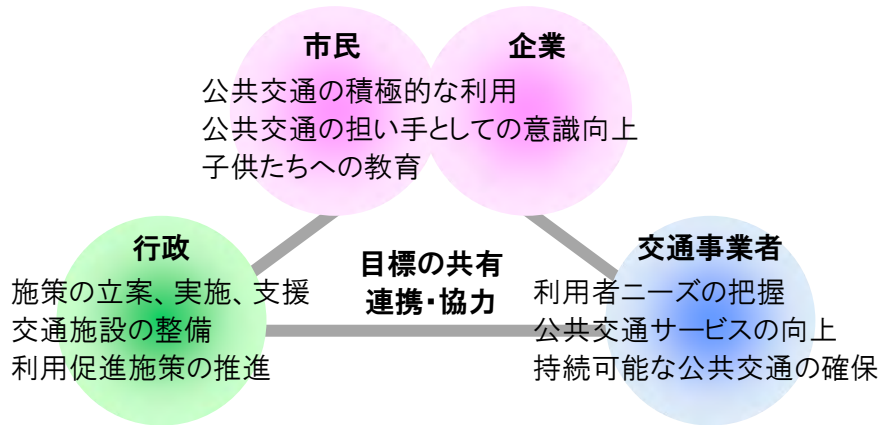 市民
企業
公共交通の積極的な利用
公共交通の担い手としての意識向上
子供たちへの教育
行政
施策の立案、実施、支援
交通施設の整備
利用促進施策の推進
目標の共有
連携・協力
交通事業者
利用者ニーズの把握
公共交通サービスの向上
持続可能な公共交通の確保